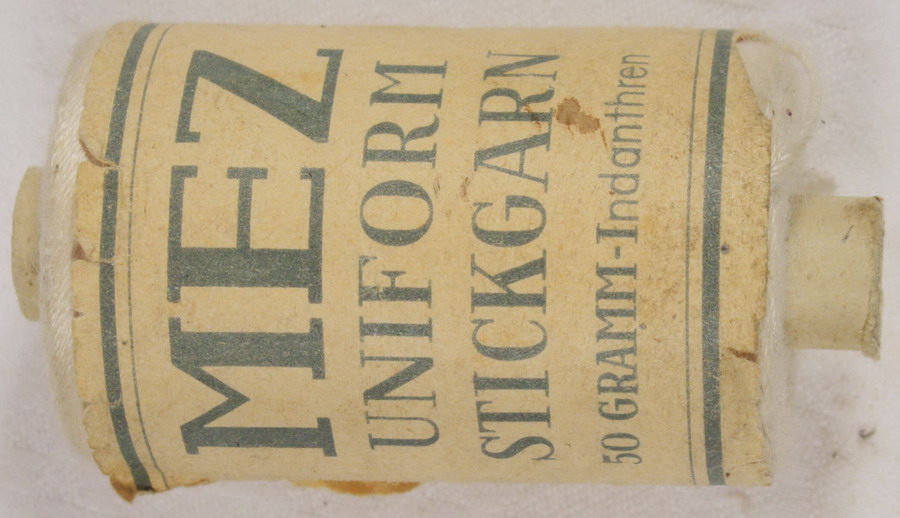 MEZ
UNIFORM
STICKGARN
50 GRAMM-Indanthren